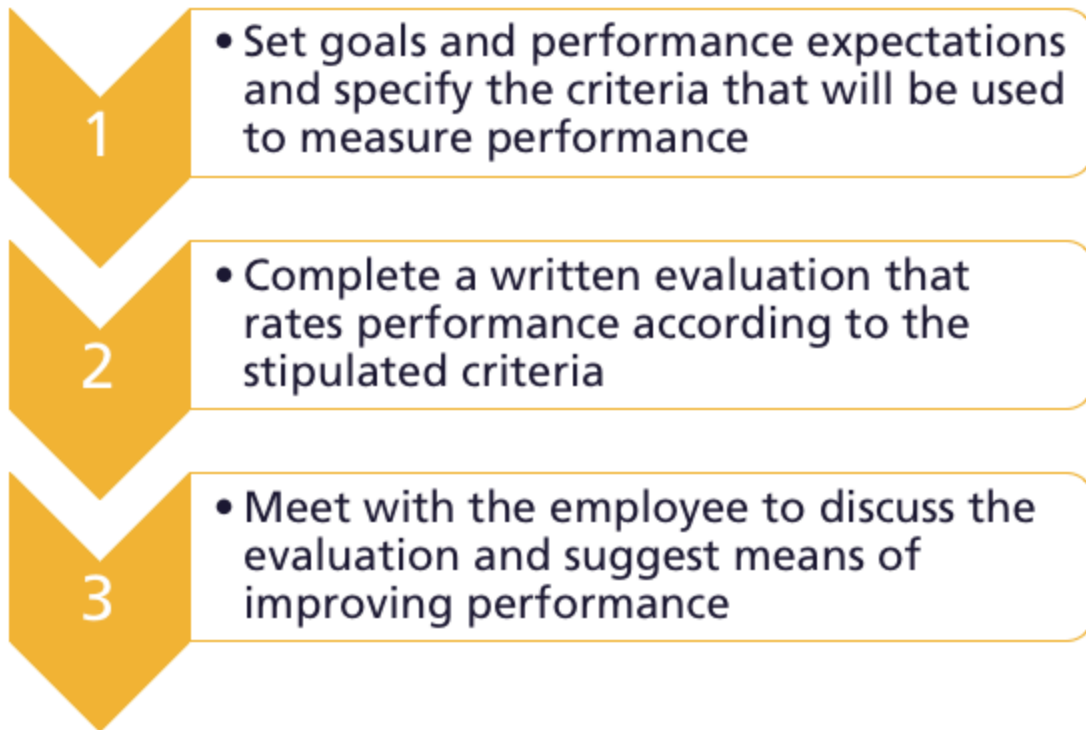 1
• Set goals and performance expectations
and specify the criteria that will be used
to measure performance
2
• Complete a written evaluation that
rates performance according to the
stipulated criteria
3
• Meet with the employee to discuss the
evaluation and suggest means of
improving performance